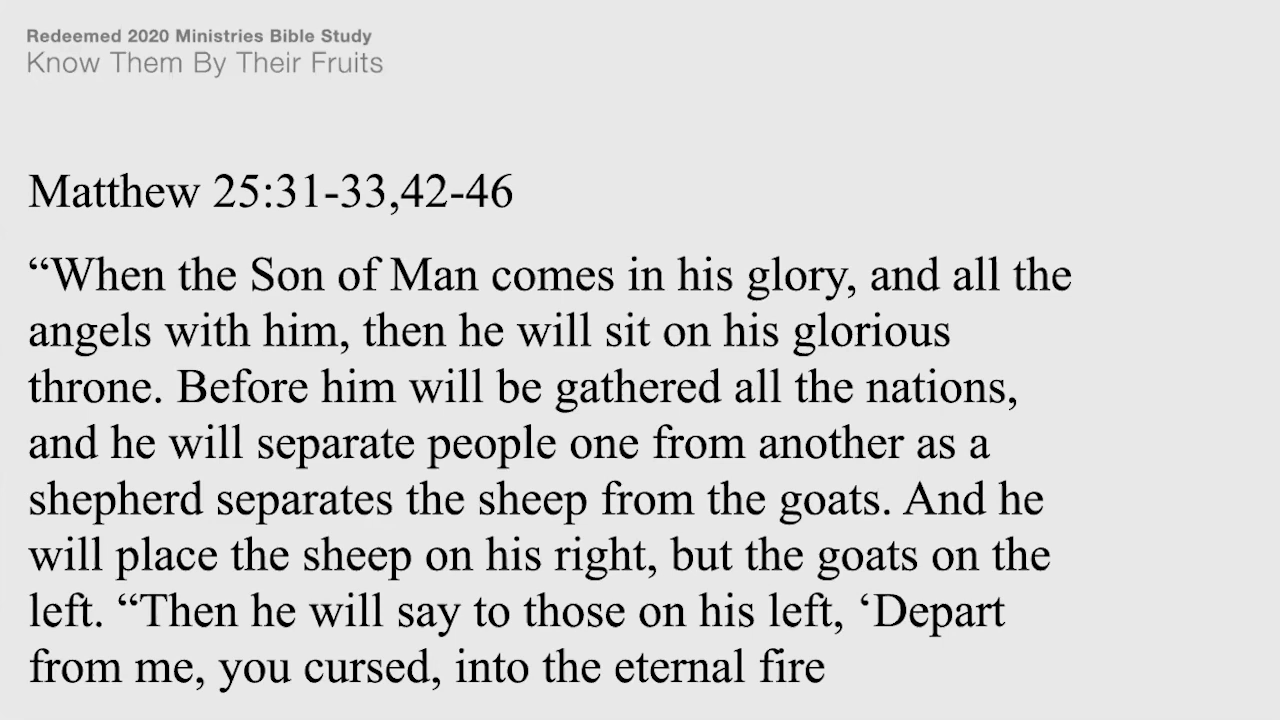 Redeemed 2020 Ministries Bible Study
Know Them By Their Fruits
Matthew 25:31-33,42-46
“When the Son of Man comes in his glory, and all the
angels with him, then he will sit on his glorious
throne. Before him will be gathered all the nations,
and he will separate people one from another as a
shepherd separates the sheep from the goats. And he
will place the sheep on his right, but the goats on the
left. “Then he will say to those on his left, ‘Depart
from me, you cursed, into the eternal fire